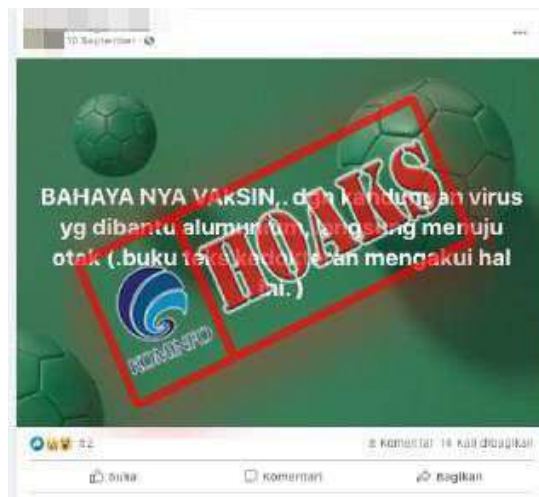 10 September
BAHAYA NYA VAkSIN,. dgn kandungan virus
yg dibantu alumunium, langsung menuju
otak (.buku teks kedokteran mengakui hal
ini.)
HOAKS
KOMINFO
62
8 Komentar 14 Kali dibagikan
Suka
Komentari
Bagikan